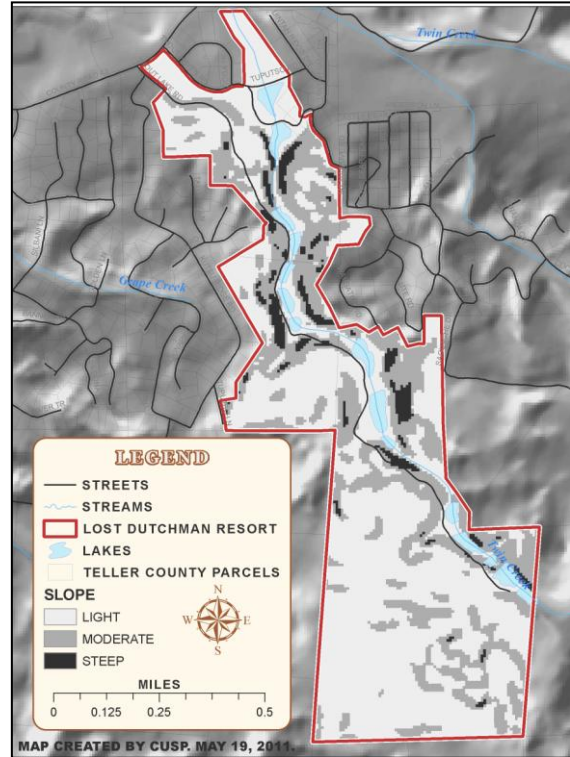 Twin Creek
TUPUTSO
Grape Creek
Twin Creek
LEGEND
STREETS
STREAMS
LOST DUTCHMAN RESORT
LAKES
TELLER COUNTY PARCELS
SLOPE
LIGHT
MODERATE
STEEP
N
W E
S
MILES
0 0.125 0.25 0.5
MAP CREATED BY CUSP. MAY 19, 2011.